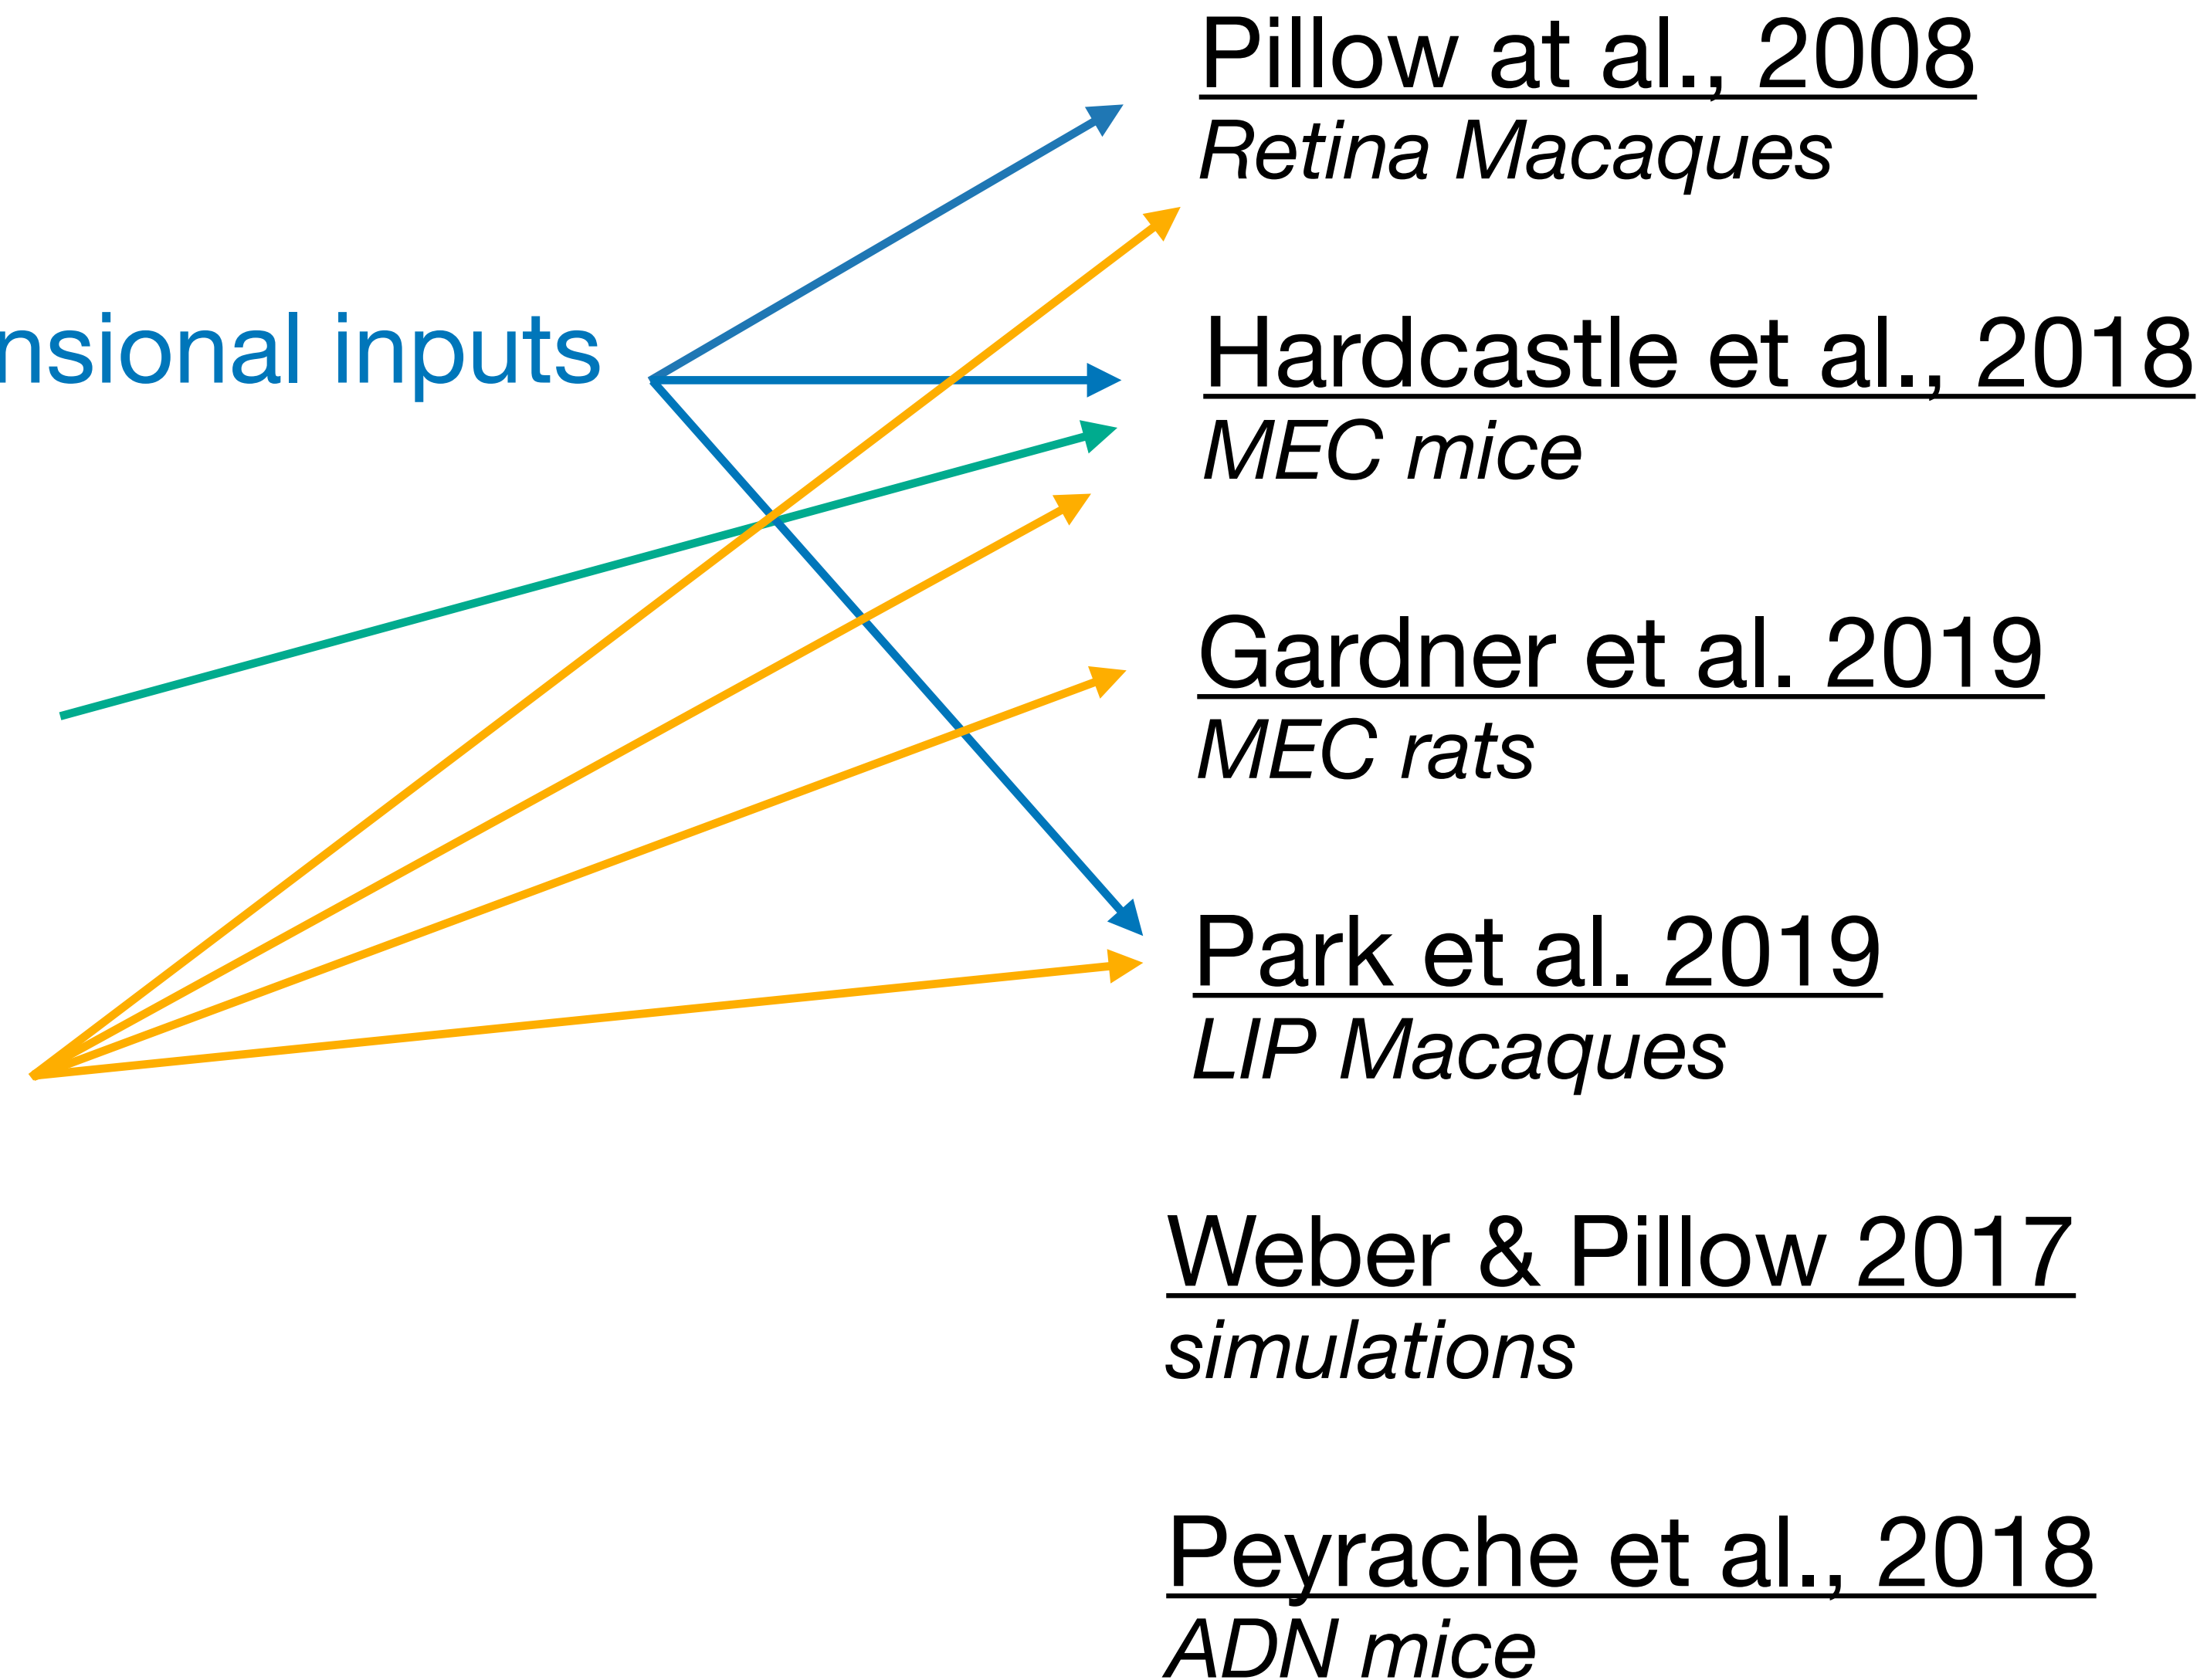 Pillow at al., 2008
Retina Macaques
nsional inputs
Hardcastle et al., 2018
MEC mice
Gardner et al. 2019
MEC rats
Park et al. 2019
LIP Macaques
Weber & Pillow 2017
simulations
Peyrache et al., 2018
ADN mice